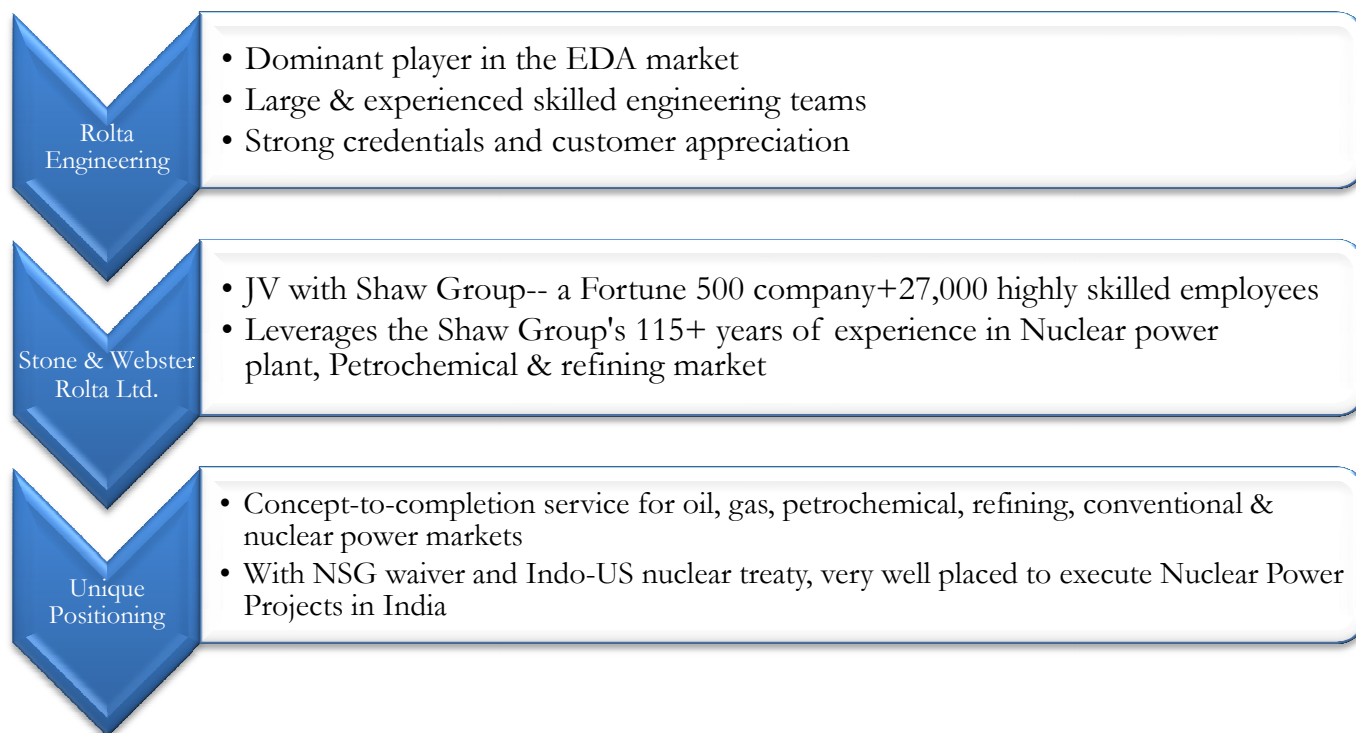 Rolta
Engineering
• Dominant player in the EDA market
• Large & experienced skilled engineering teams
• Strong credentials and customer appreciation
Stone & Webster
Rolta Ltd.
• JV with Shaw Group-- a Fortune 500 company+27,000 highly skilled employees
• Leverages the Shaw Group's 115+ years of experience in Nuclear power
plant, Petrochemical & refining market
Unique
Positioning
• Concept-to-completion service for oil, gas, petrochemical, refining, conventional &
nuclear power markets
• With NSG waiver and Indo-US nuclear treaty, very well placed to execute Nuclear Power
Projects in India